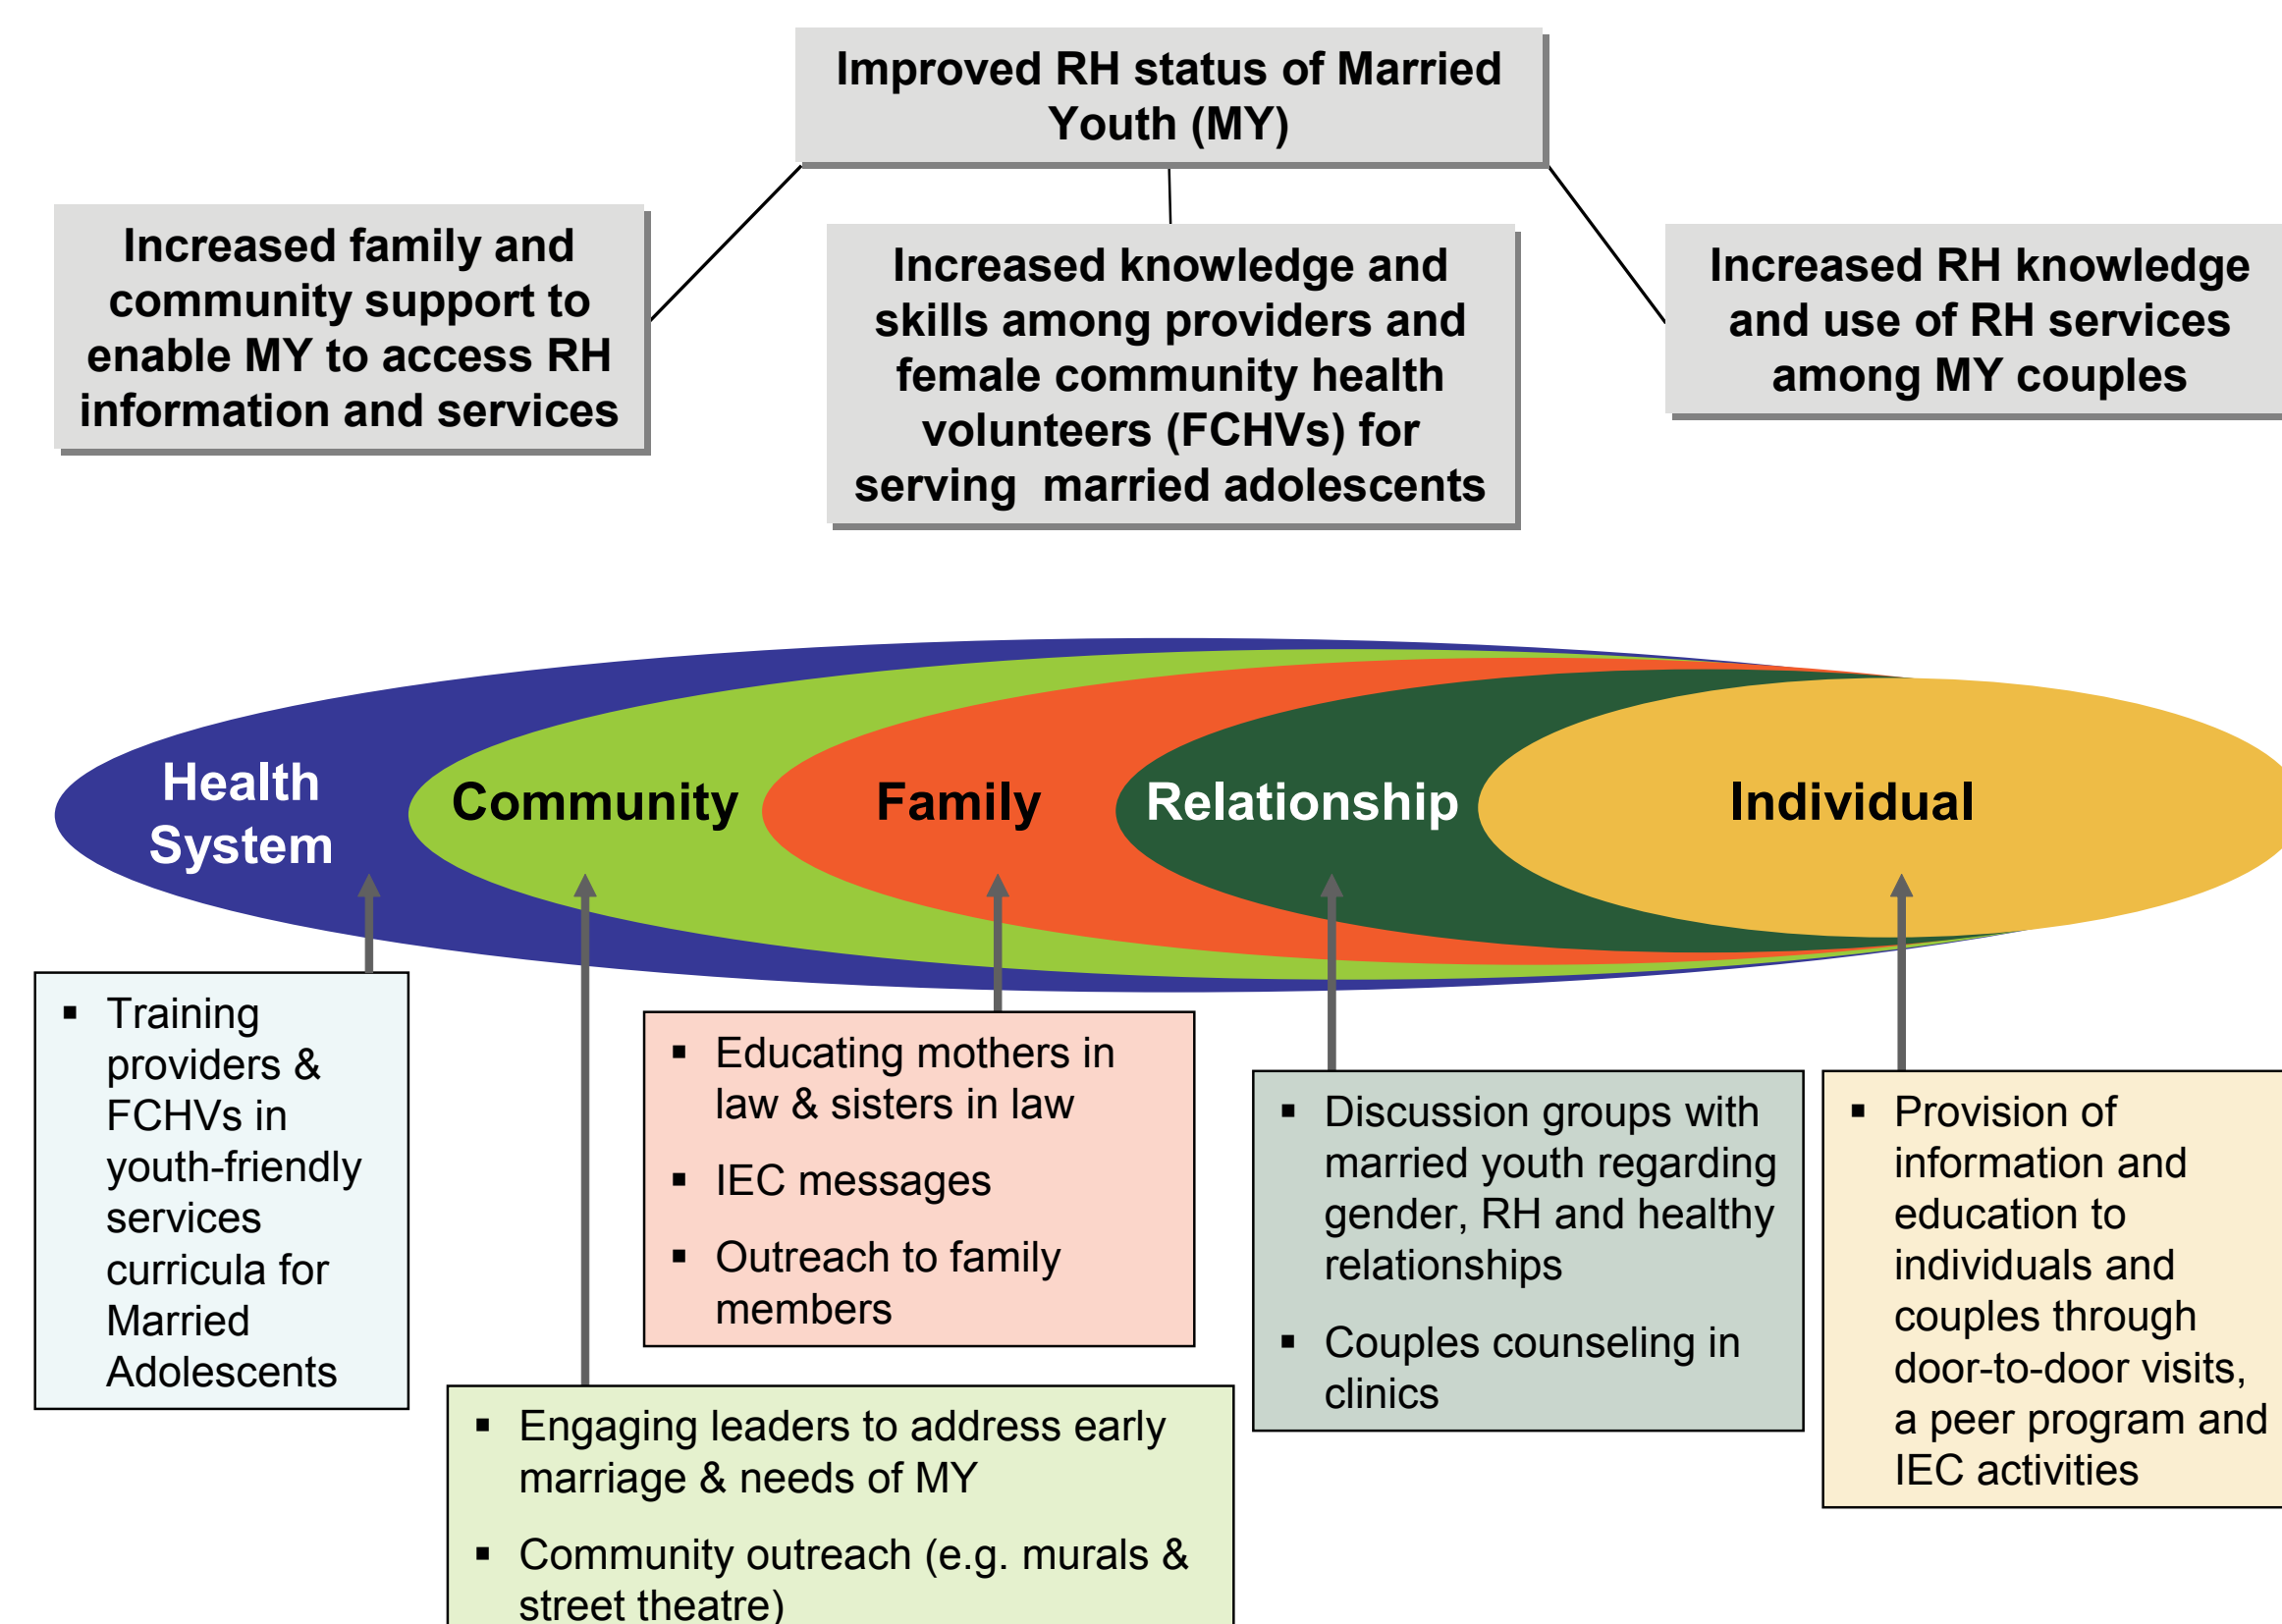 Improved RH status of Married
Youth (MY)
Increased family and
community support to
enable MY to access RH
information and services
Increased knowledge and
skills among providers and
female community health
volunteers (FCHVs) for
serving  married adolescents
Increased RH knowledge
and use of RH services
among MY couples
Health
System
Community
Family
Relationship
Individual
▪ Training
providers &
FCHVs in
youth-friendly
services
curricula for
Married
Adolescents
▪ Engaging leaders to address early
marriage & needs of MY
▪ Community outreach (e.g. murals &
street theatre)
▪ Educating mothers in
law & sisters in law
▪ IEC messages
▪ Outreach to family
members
▪ Discussion groups with
married youth regarding
gender, RH and healthy
relationships
▪ Couples counseling in
clinics
▪ Provision of
information and
education to
individuals and
couples through
door-to-door visits,
a peer program and
IEC activities